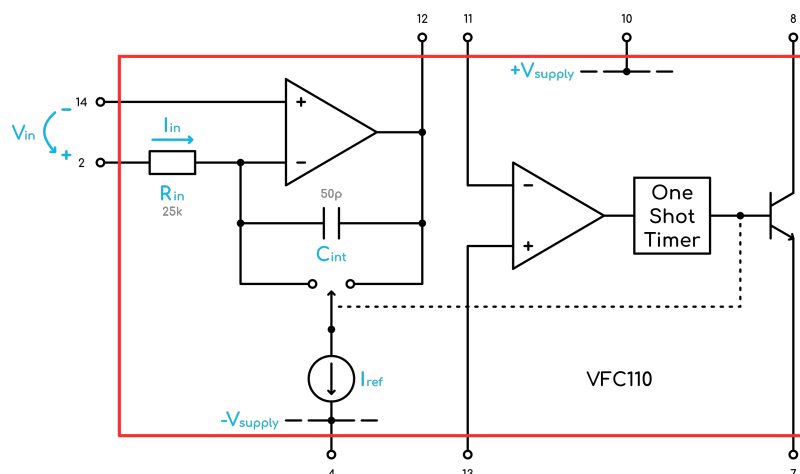 12
11
10
8
+Vsupply
14
-
Vin
Iin
+
+
2
-
Rin
25k
50p
Cint
-
+
One
Shot
Timer
Iref
VFC110
-Vsupply
4
13
7